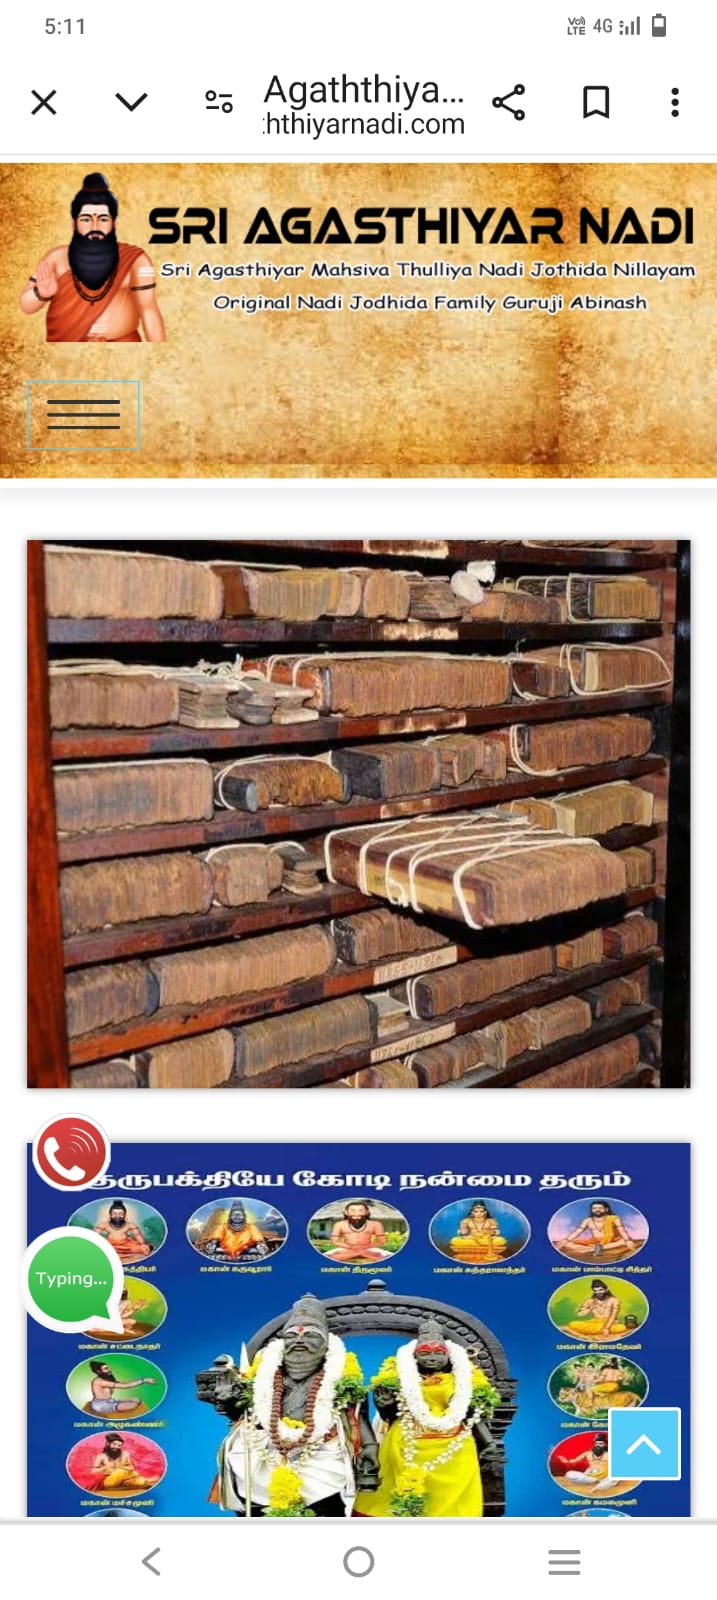 5:11
Vo) LTE 4G
Agaththiya...
:hthiyarnadi.com
SRI AGASTHIYAR NADI
Sri Agasthiyar Mahsiva Thulliya Nadi Jothida Nillayam
Original Nadi Jodhida Family Guruji Abinash
குருபக்தியே கோடி நன்மை தரும்
மகான் கருவூரார்
மகான் திருமூலர்
மகான் சுந்தரானந்தர்
மகான் பாம்பாட்டி சித்தர்
Typing...
மகான் சட்டைநாதர்
மகான் இராமதேவர்
மகான் அழுகண்ணர்
மகான் மச்சமுனி
மகான் கமலமுனி